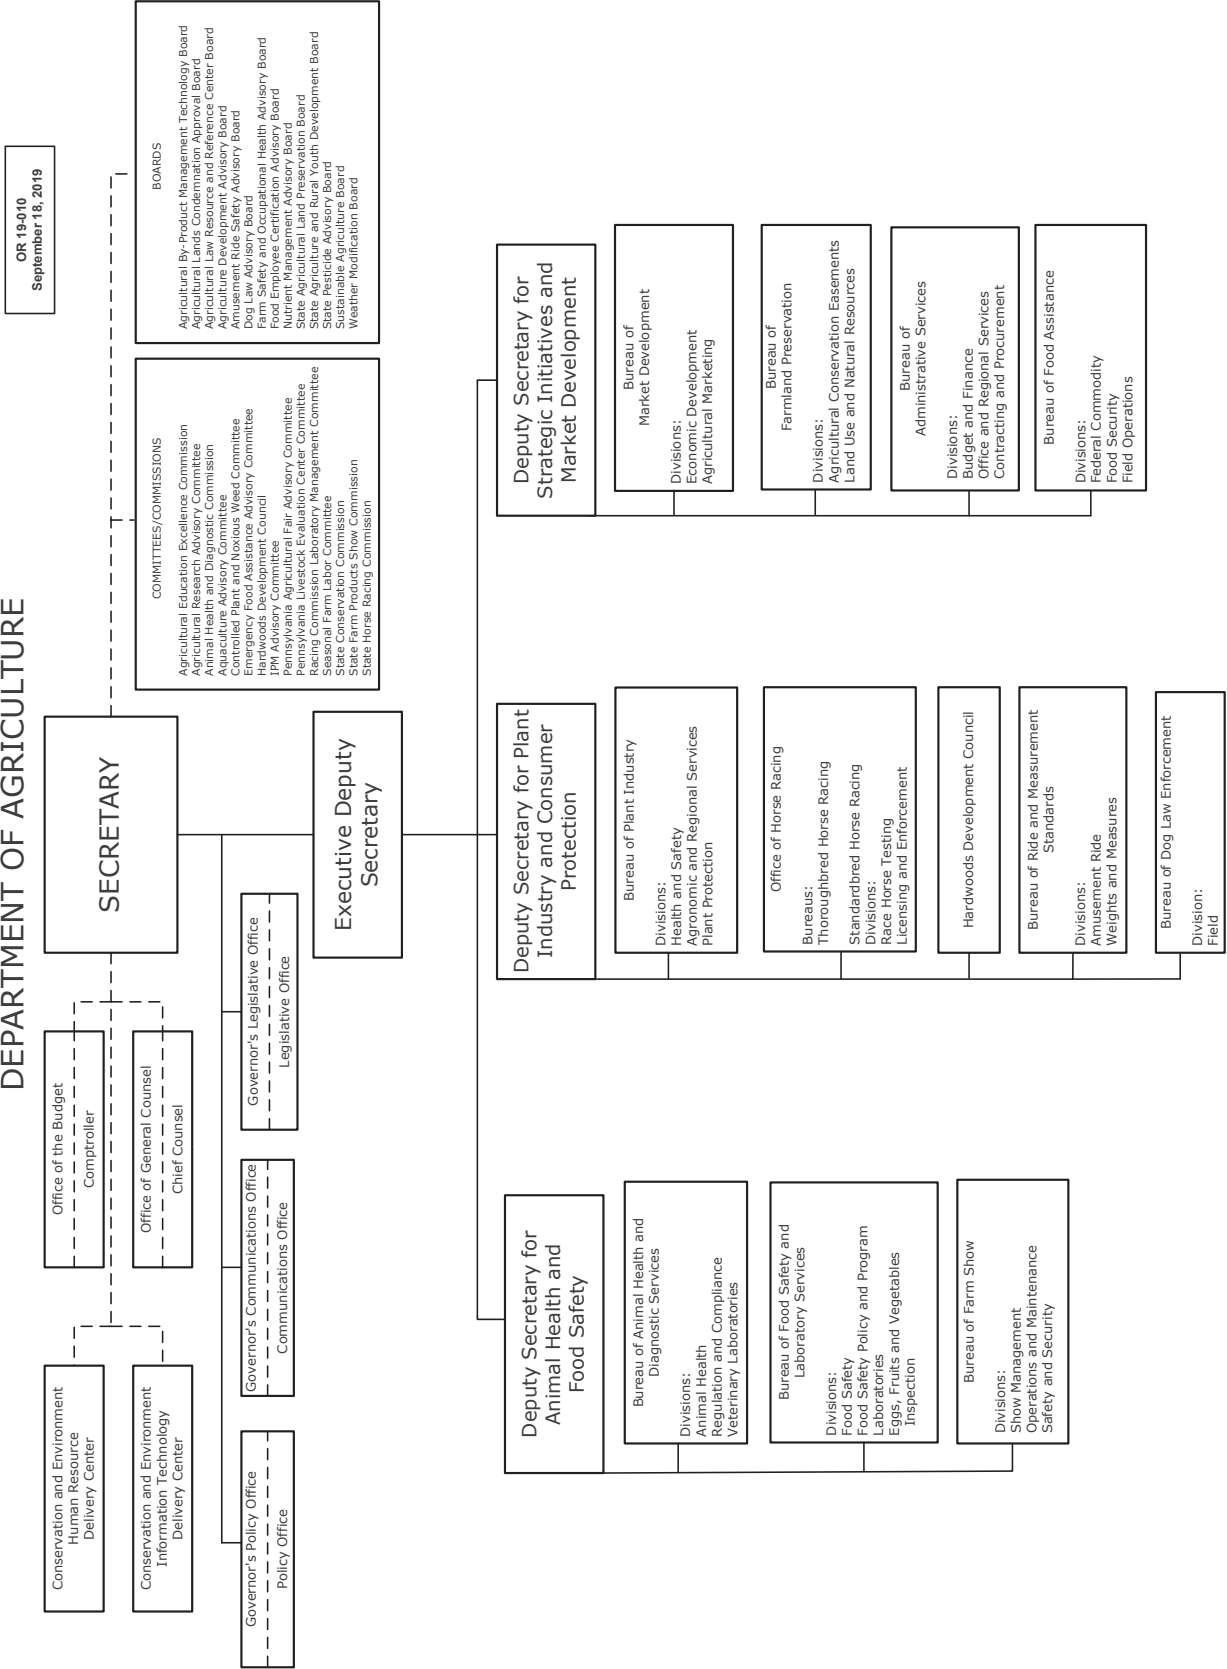 DEPARTMENT OF AGRICULTURE
OR 19-010
September 18, 2019
Conservation and Environment
Human Resource
Delivery Center
Conservation and Environment
Information Technology
Delivery Center
Office of the Budget
Comptroller
Office of General Counsel
Chief Counsel
SECRETARY
COMMITTEES/COMMISSIONS
Agricultural Education Excellence Commission
Agricultural Research Advisory Committee
Animal Health and Diagnostic Commission
Aquaculture Advisory Committee
Controlled Plant and Noxious Weed Committee
Emergency Food Assistance Advisory Committee
Hardwoods Development Council
IPM Advisory Committee
Pennsylvania Agricultural Fair Advisory Committee
Pennsylvania Livestock Evaluation Center Committee
Racing Commission Laboratory Management Committee
Seasonal Farm Labor Committee
State Conservation Commission
State Farm Products Show Commission
State Horse Racing Commission
BOARDS
Agricultural By-Product Management Technology Board
Agricultural Lands Condemnation Approval Board
Agricultural Law Resource and Reference Center Board
Agriculture Development Advisory Board
Amusement Ride Safety Advisory Board
Dog Law Advisory Board
Farm Safety and Occupational Health Advisory Board
Food Employee Certification Advisory Board
Nutrient Management Advisory Board
State Agricultural Land Preservation Board
State Agriculture and Rural Youth Development Board
State Pesticide Advisory Board
Sustainable Agriculture Board
Weather Modification Board
Governor's Policy Office
Policy Office
Governor's Communications Office
Communications Office
Governor's Legislative Office
Legislative Office
Executive Deputy
Secretary
Deputy Secretary for
Animal Health and
Food Safety
Bureau of Animal Health and
Diagnostic Services
Divisions:
Animal Health
Regulation and Compliance
Veterinary Laboratories
Bureau of Food Safety and
Laboratory Services
Divisions:
Food Safety
Food Safety Policy and Program
Laboratories
Eggs, Fruits and Vegetables
Inspection
Bureau of Farm Show
Divisions:
Show Management
Operations and Maintenance
Safety and Security
Deputy Secretary for Plant
Industry and Consumer
Protection
Bureau of Plant Industry
Divisions:
Health and Safety
Agronomic and Regional Services
Plant Protection
Office of Horse Racing
Bureaus:
Thoroughbred Horse Racing
Standardbred Horse Racing
Divisions:
Race Horse Testing
Licensing and Enforcement
Hardwoods Development Council
Bureau of Ride and Measurement
Standards
Divisions:
Amusement Ride
Weights and Measures
Bureau of Dog Law Enforcement
Division:
Field
Deputy Secretary for
Strategic Initiatives and
Market Development
Bureau of
Market Development
Divisions:
Economic Development
Agricultural Marketing
Bureau of
Farmland Preservation
Divisions:
Agricultural Conservation Easements
Land Use and Natural Resources
Bureau of
Administrative Services
Divisions:
Budget and Finance
Office and Regional Services
Contracting and Procurement
Bureau of Food Assistance
Divisions:
Federal Commodity
Food Security
Field Operations